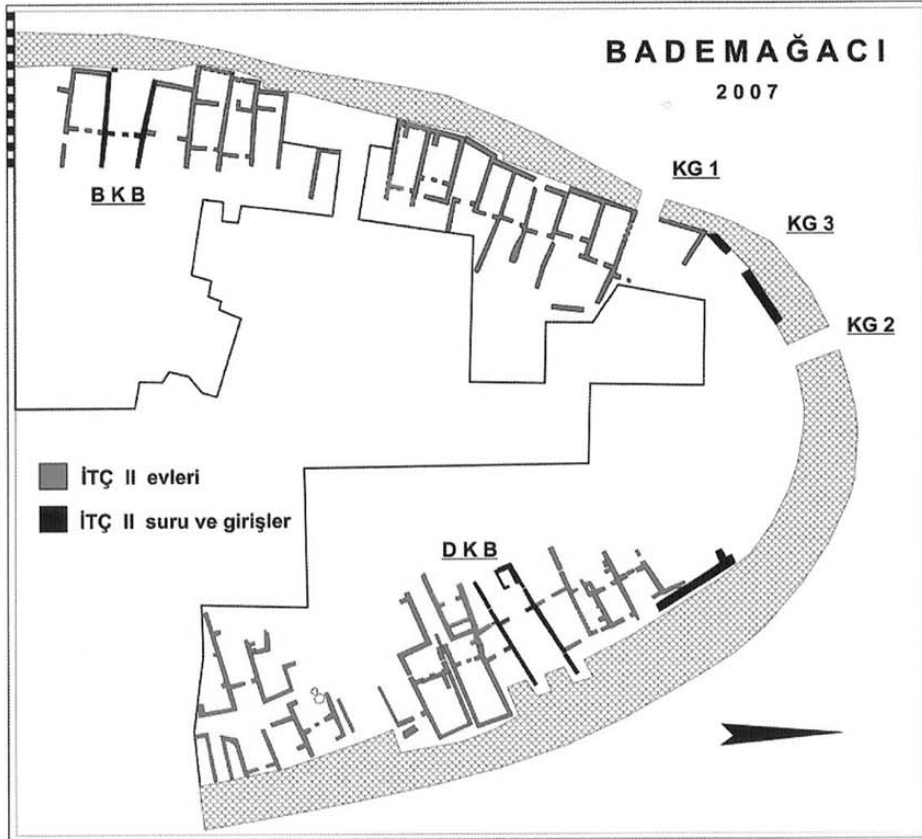 BADEMAĞACI
2007
KG 1
BKB
KG 3
KG 2
İTÇ II evleri
İTÇ II suru ve girişler
DKB